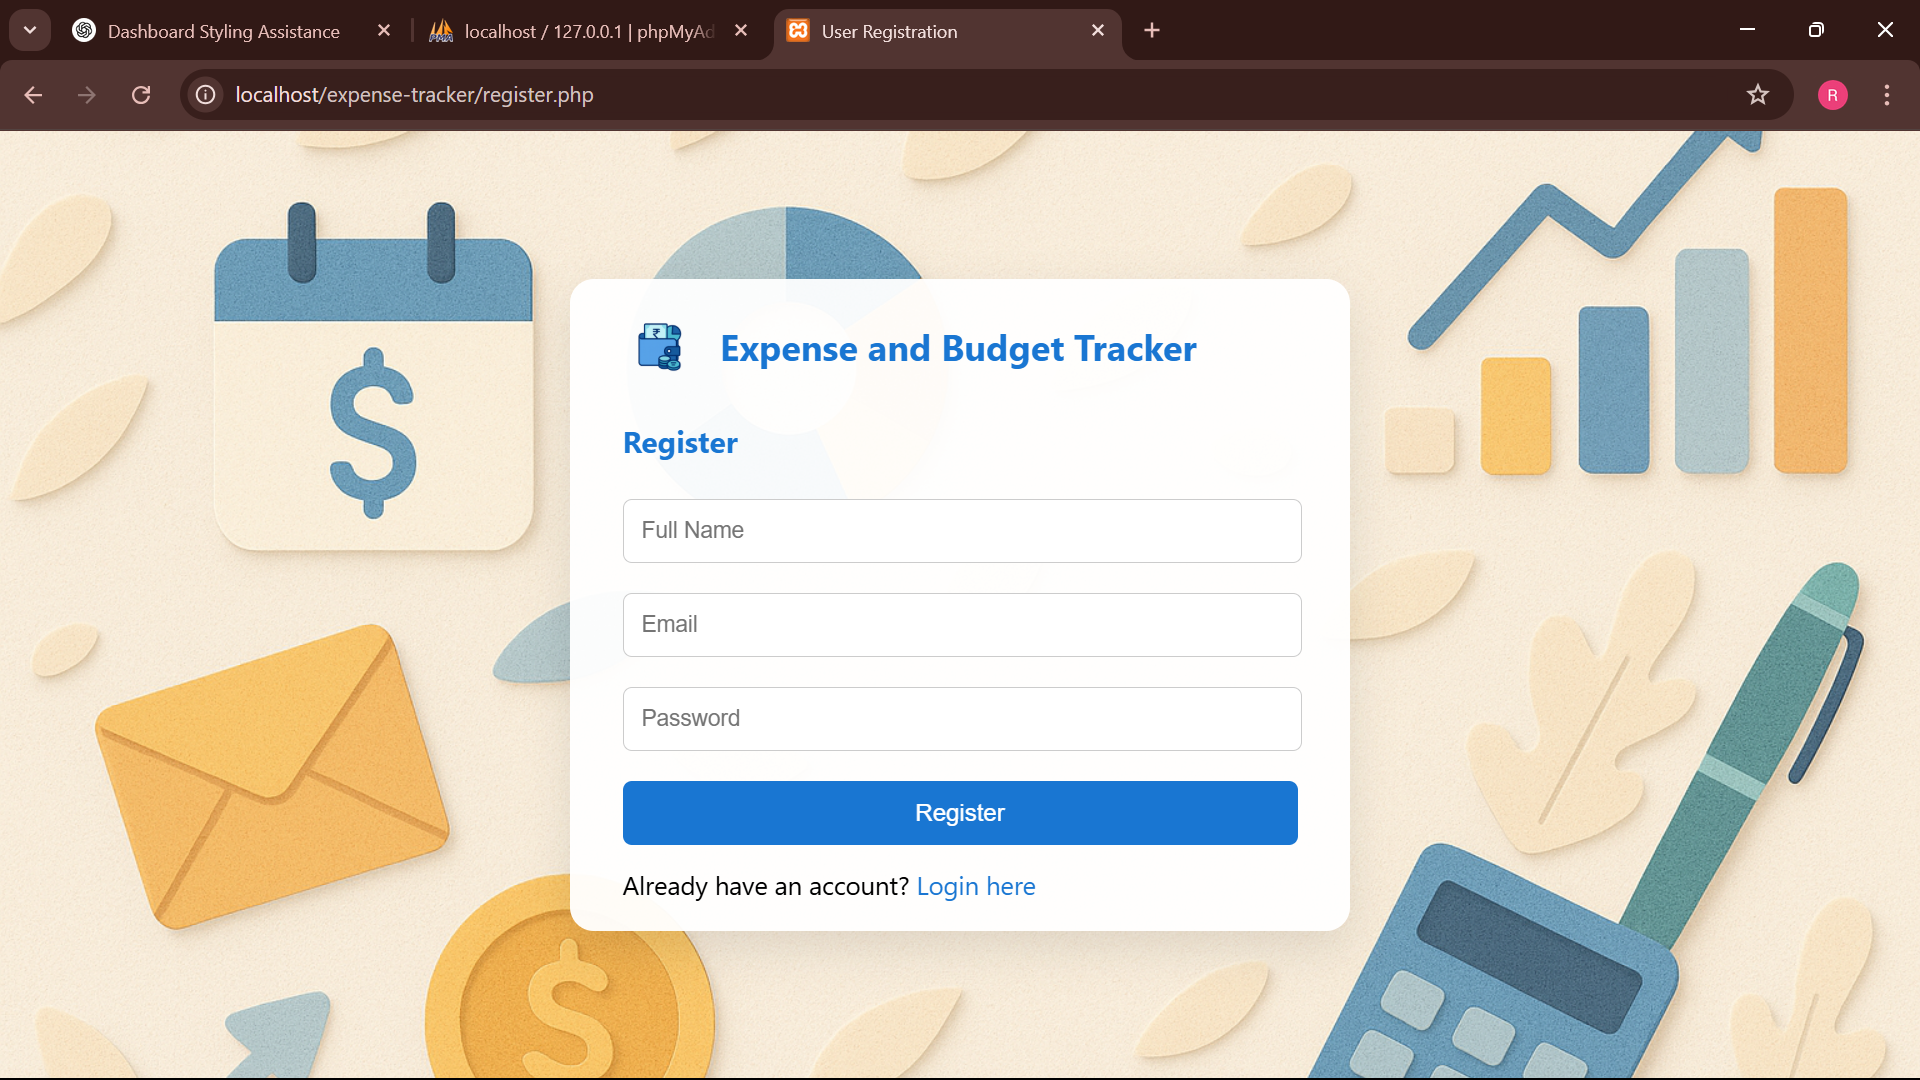 Dashboard Styling Assistance
localhost / 127.0.0.1 | phpMyAd
User Registration
localhost/expense-tracker/register.php
R
$
₹
Expense and Budget Tracker
Register
Full Name
Email
Password
Register
Already have an account? Login here
$